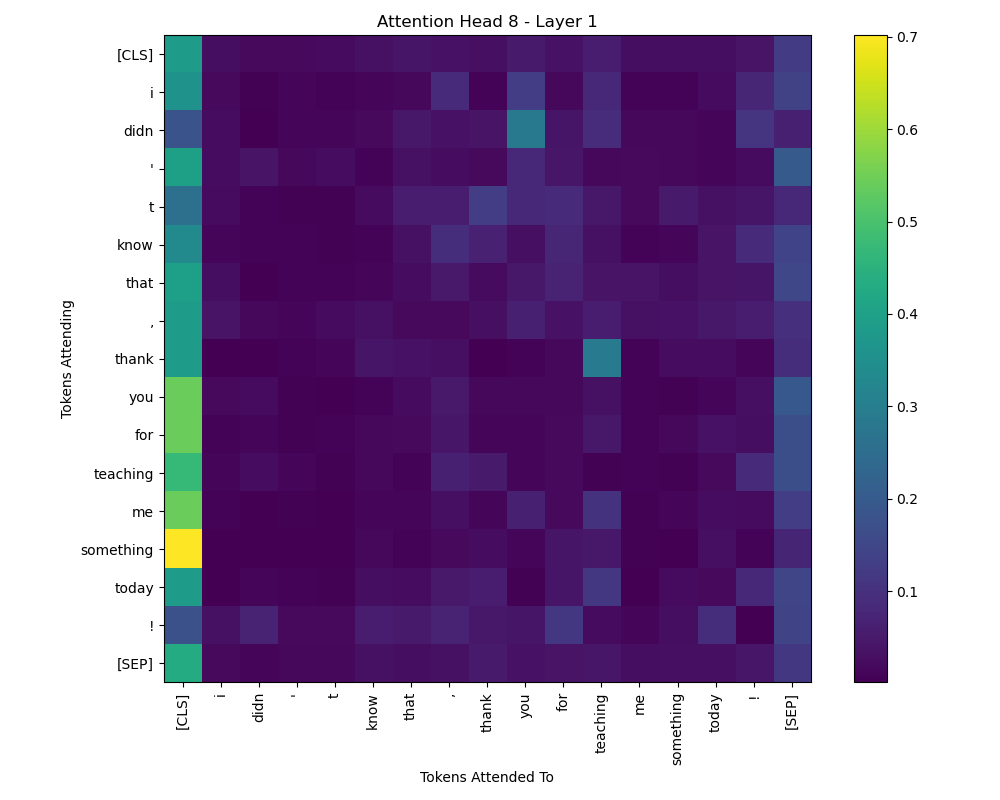 Attention Head 8 - Layer 1
Tokens Attending
[CLS]
i
didn
'
t
know
that
,
thank
you
for
teaching
me
something
today
!
[SEP]
[CLS]
i
didn
'
t
know
that
,
thank
you
for
teaching
me
something
today
!
[SEP]
Tokens Attended To
0.7
0.6
0.5
0.4
0.3
0.2
0.1